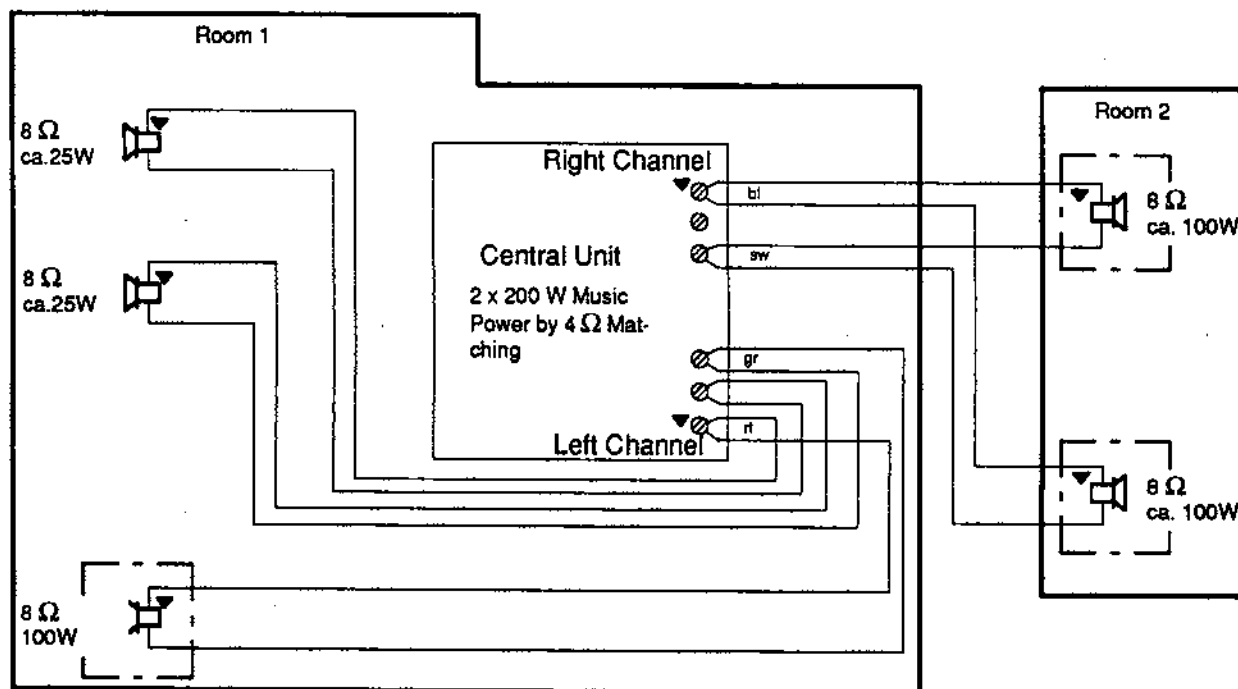 Room 1
Room 2
8 Ω
ca.25W
8 Ω
ca.25W
8 Ω
100W
Right Channel
bl
sw
Central Unit
2 x 200 W Music
Power by 4 Ω Mat-
ching
gr
rt
Left Channel
8 Ω
ca. 100W
8 Ω
ca. 100W